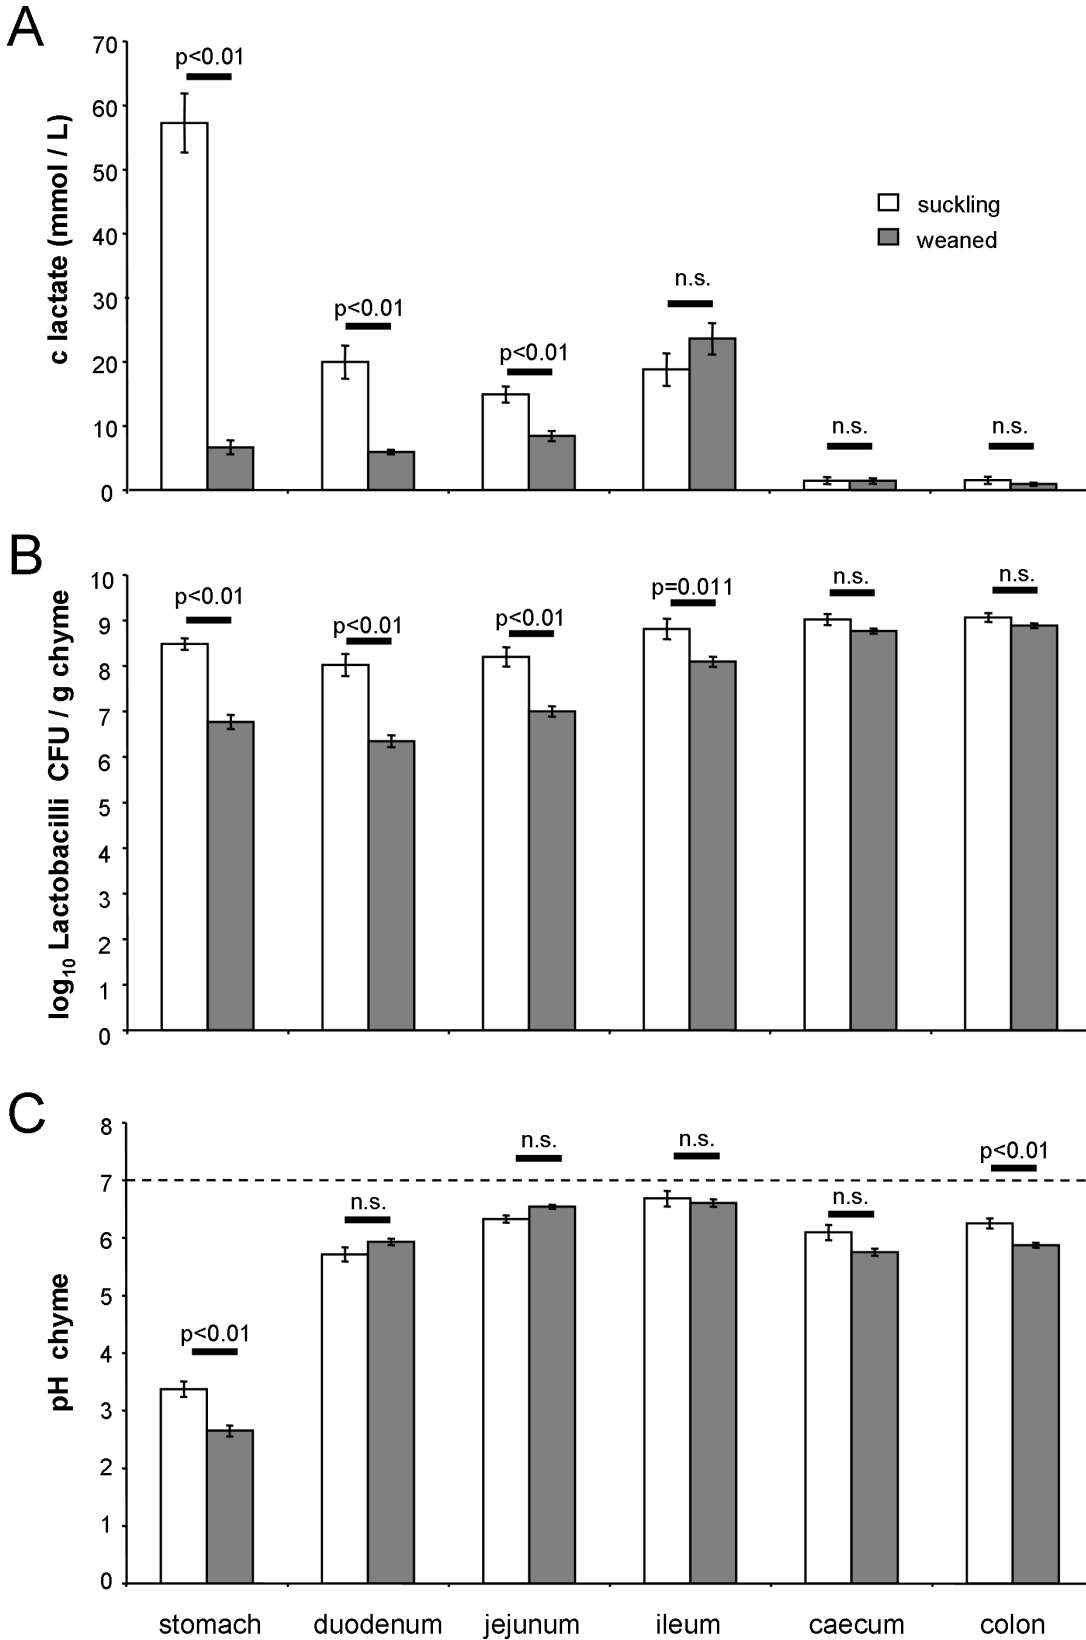 A
c lactate (mmol / L)
70
60
50
40
30
20
10
0
p<0.01
p<0.01
p<0.01
n.s.
n.s.
n.s.
suckling
weaned
B
log10 Lactobacilli CFU / g chyme
10
9
8
7
6
5
4
3
2
1
0
p<0.01
p<0.01
p<0.01
p=0.011
n.s.
n.s.
C
pH chyme
8
7
6
5
4
3
2
1
0
p<0.01
n.s.
n.s.
n.s.
n.s.
p<0.01
stomach duodenum jejunum ileum caecum colon